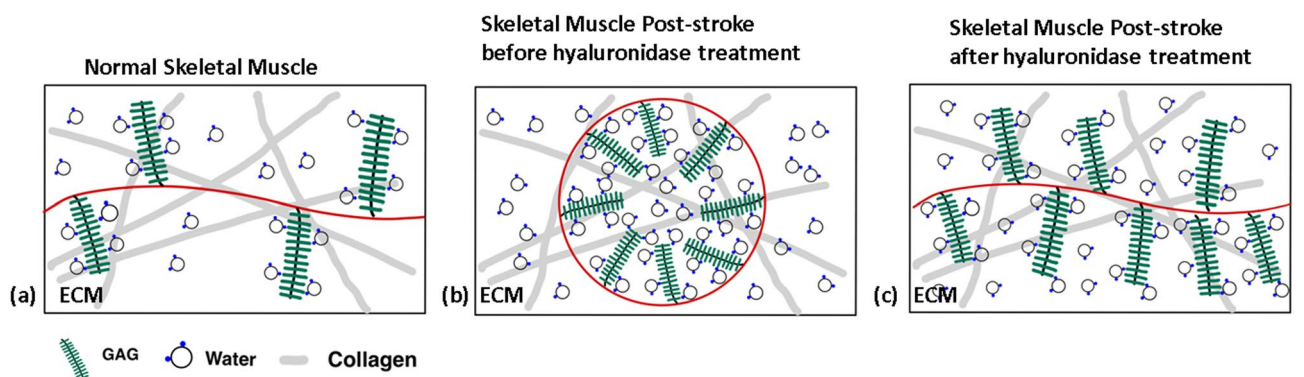 Normal Skeletal Muscle
Skeletal Muscle Post-stroke
before hyaluronidase treatment
Skeletal Muscle Post-stroke
after hyaluronidase treatment
(a) ECM
(b) ECM
(c) ECM
GAG Water Collagen